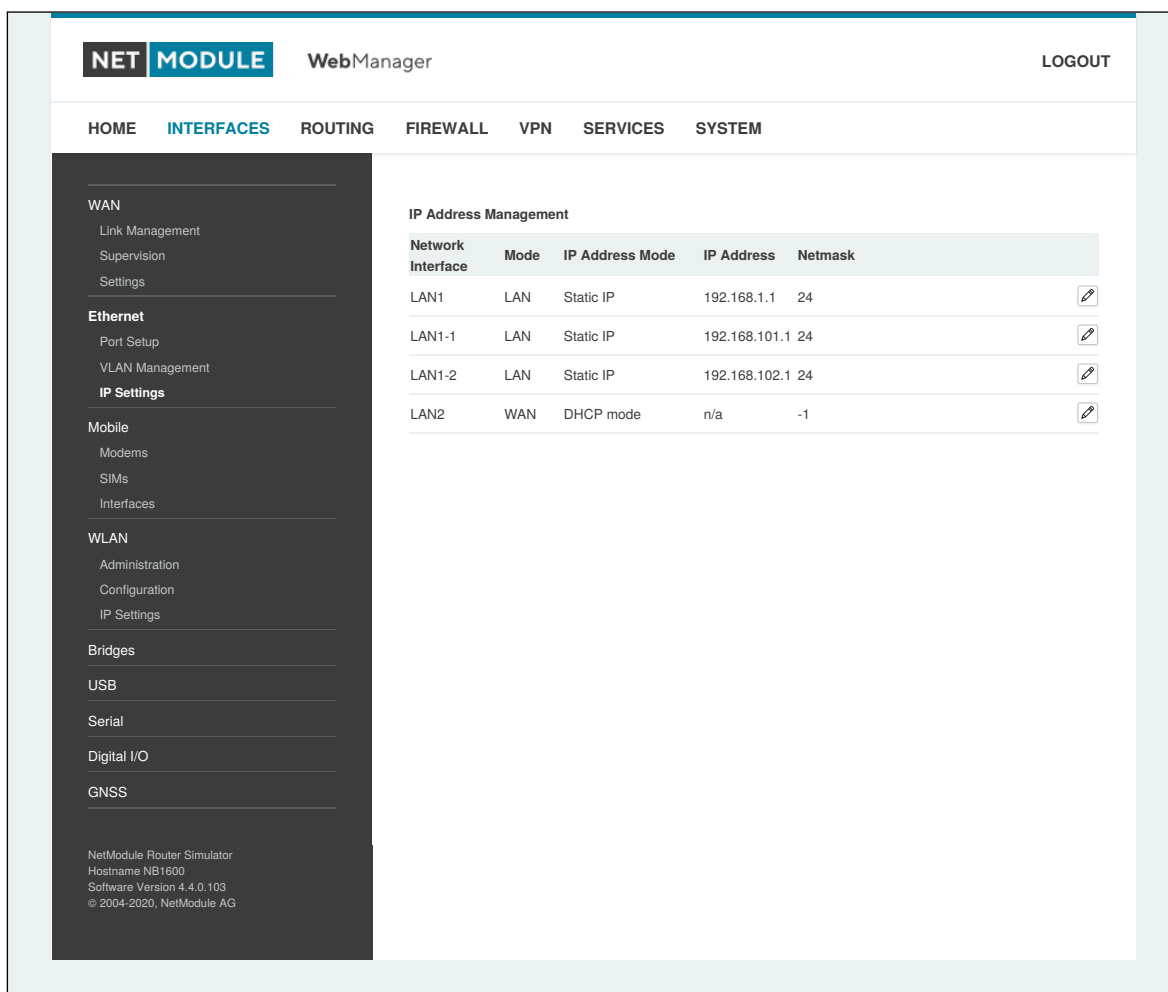 NET MODULE WebManager LOGOUT
HOME INTERFACES ROUTING FIREWALL VPN SERVICES SYSTEM
WAN
Link Management
Supervision
Settings
Ethernet
Port Setup
VLAN Management
IP Settings
Mobile
Modems
SIMs
Interfaces
WLAN
Administration
Configuration
IP Settings
Bridges
USB
Serial
Digital I/O
GNSS
NetModule Router Simulator
Hostname NB1600
Software Version 4.4.0.103
© 2004-2020, NetModule AG
IP Address Management
Network Interface Mode IP Address Mode IP Address Netmask
LAN1 LAN Static IP 192.168.1.1 24
LAN1-1 LAN Static IP 192.168.101.1 24
LAN1-2 LAN Static IP 192.168.102.1 24
LAN2 WAN DHCP mode n/a -1